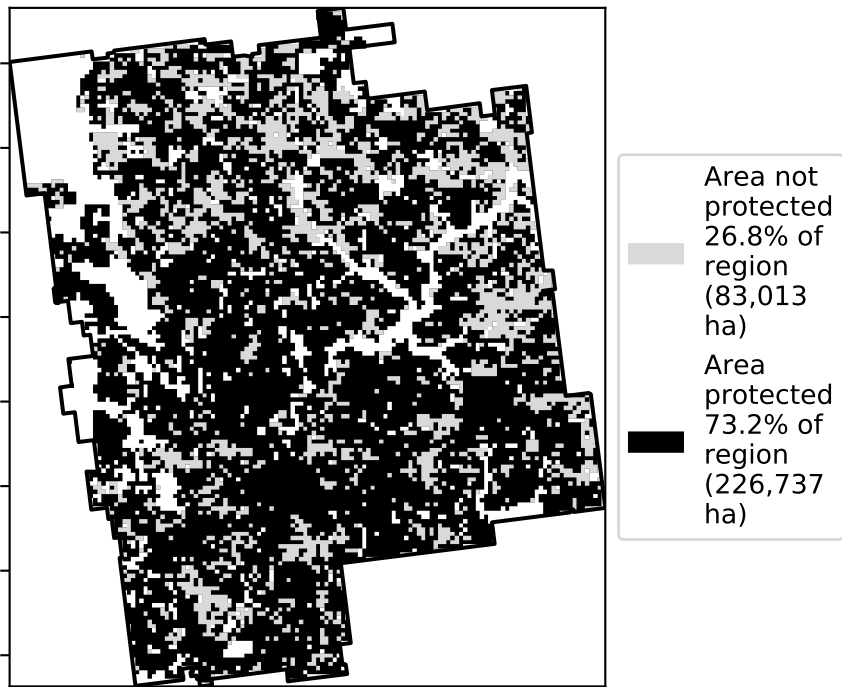 Area not
protected
26.8% of
region
(83,013
ha)
Area
protected
73.2% of
region
(226,737
ha)